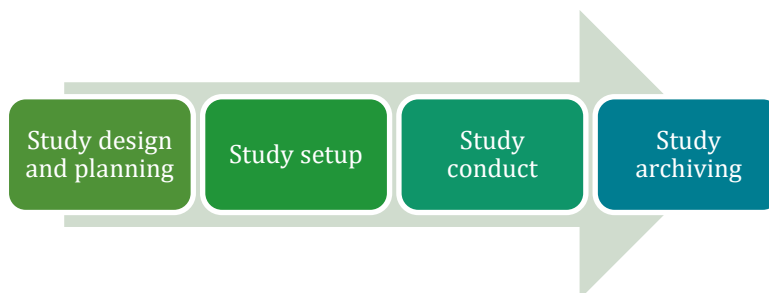 Study design
and planning
Study setup
Study
conduct
Study
archiving